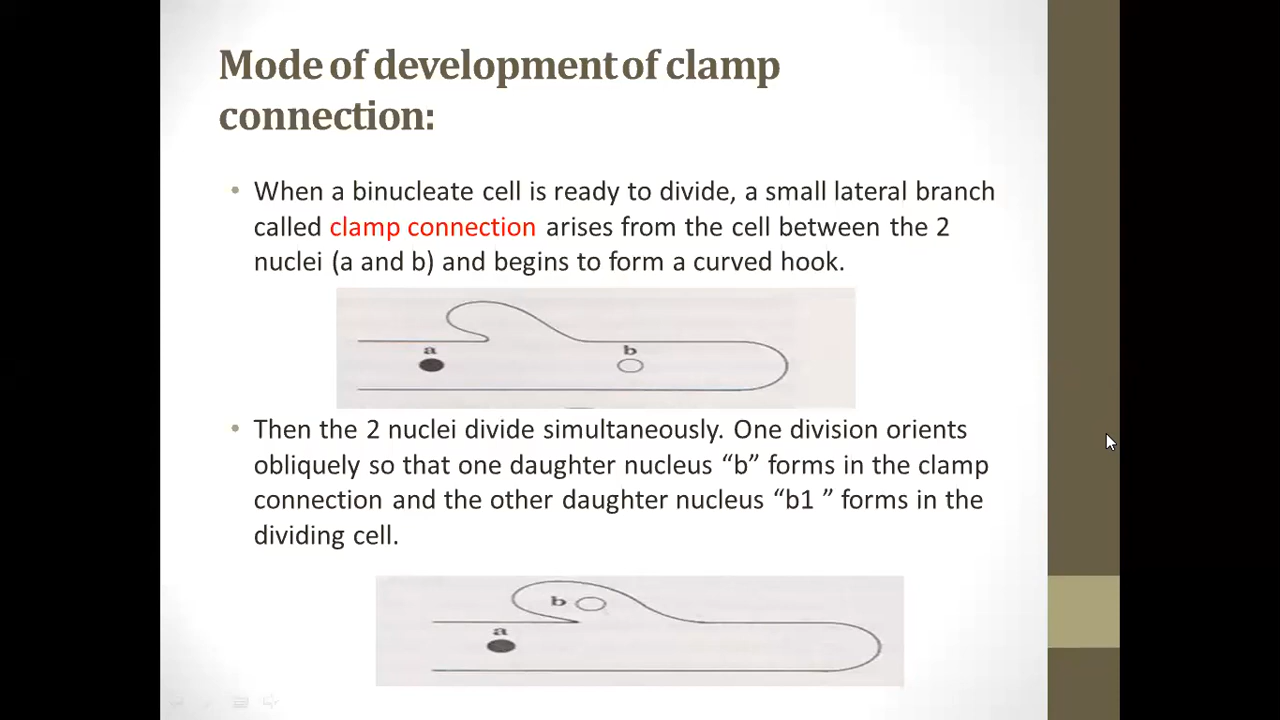 Mode of development of clamp
connection:
• When a binucleate cell is ready to divide, a small lateral branch
called clamp connection arises from the cell between the 2
nuclei (a and b) and begins to form a curved hook.
a
b
• Then the 2 nuclei divide simultaneously. One division orients
obliquely so that one daughter nucleus “b” forms in the clamp
connection and the other daughter nucleus “b1 ” forms in the
dividing cell.
b
a